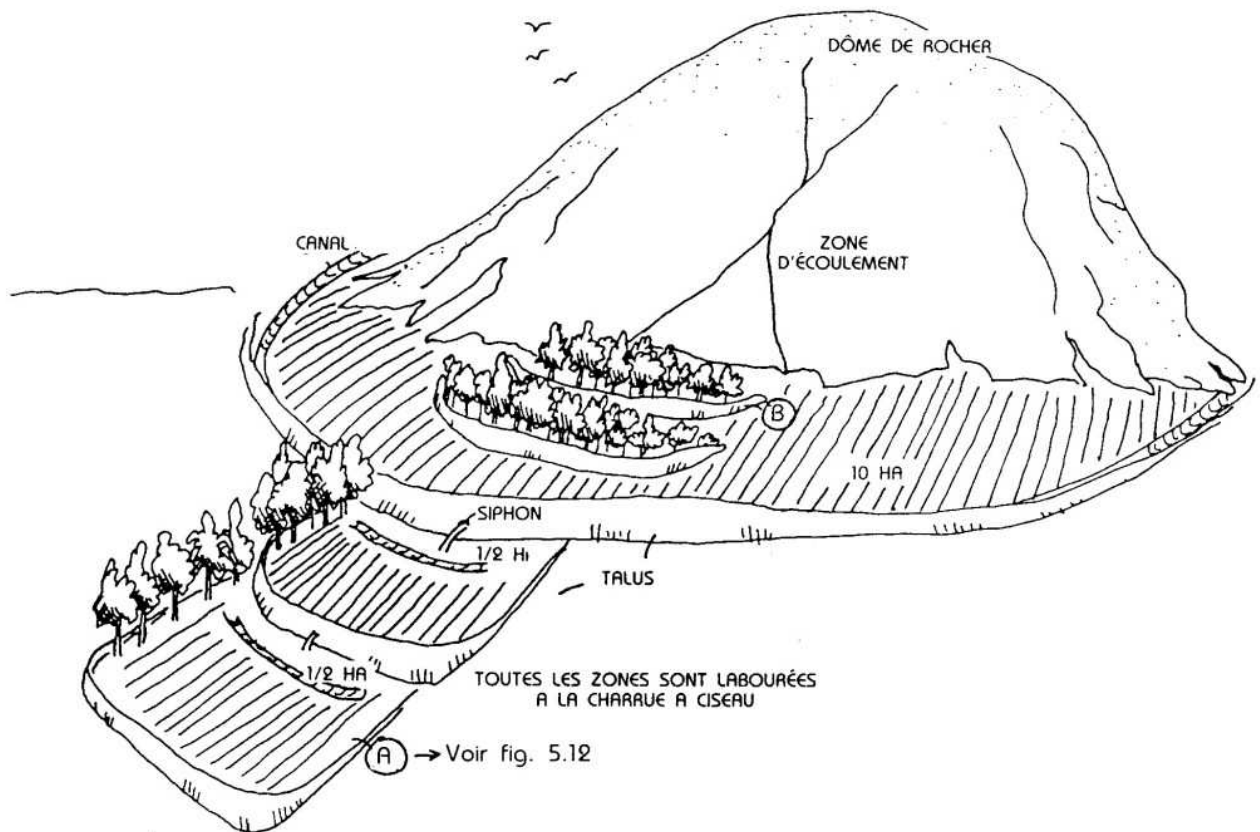 DÔME DE ROCHER
CANAL
ZONE
D'ÉCOULEMENT
B
10 HA
SIPHON
1/2 H
TALUS
1/2 HA
TOUTES LES ZONES SONT LABOURÉES
A LA CHARRUE A CISEAU
A → Voir fig. 5.12